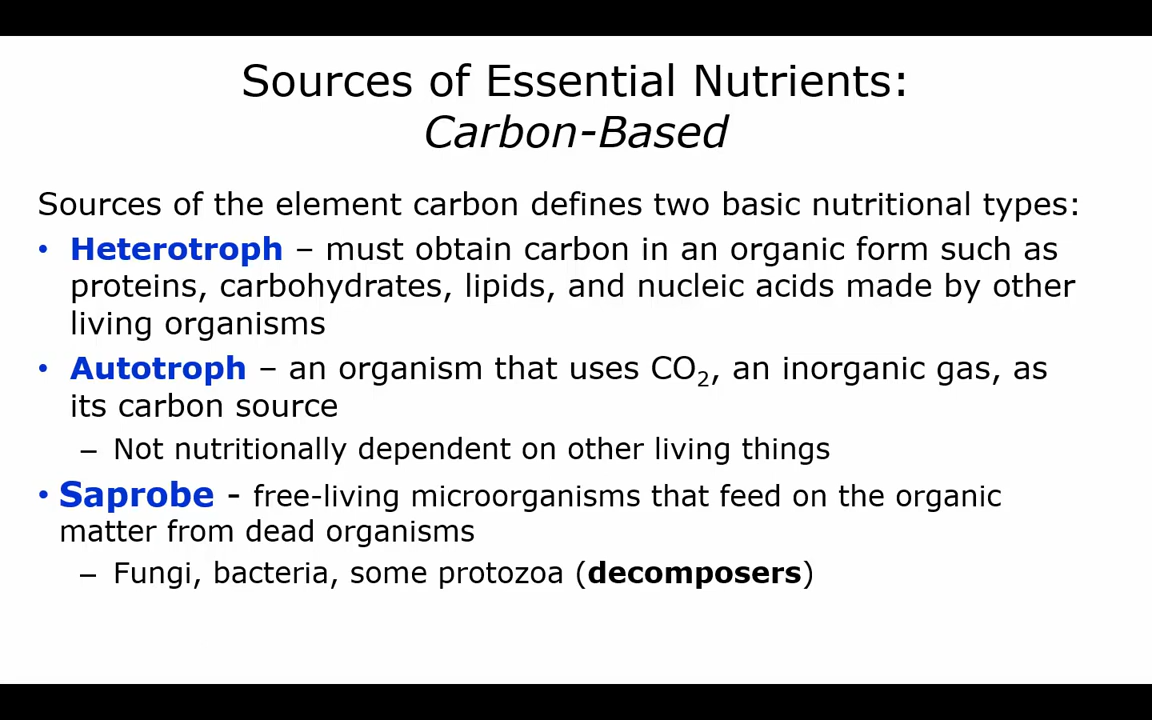 Sources of Essential Nutrients:
Carbon-Based
Sources of the element carbon defines two basic nutritional types:
• Heterotroph – must obtain carbon in an organic form such as
proteins, carbohydrates, lipids, and nucleic acids made by other
living organisms
• Autotroph – an organism that uses CO₂, an inorganic gas, as
its carbon source
– Not nutritionally dependent on other living things
• Saprobe - free-living microorganisms that feed on the organic
matter from dead organisms
– Fungi, bacteria, some protozoa (decomposers)